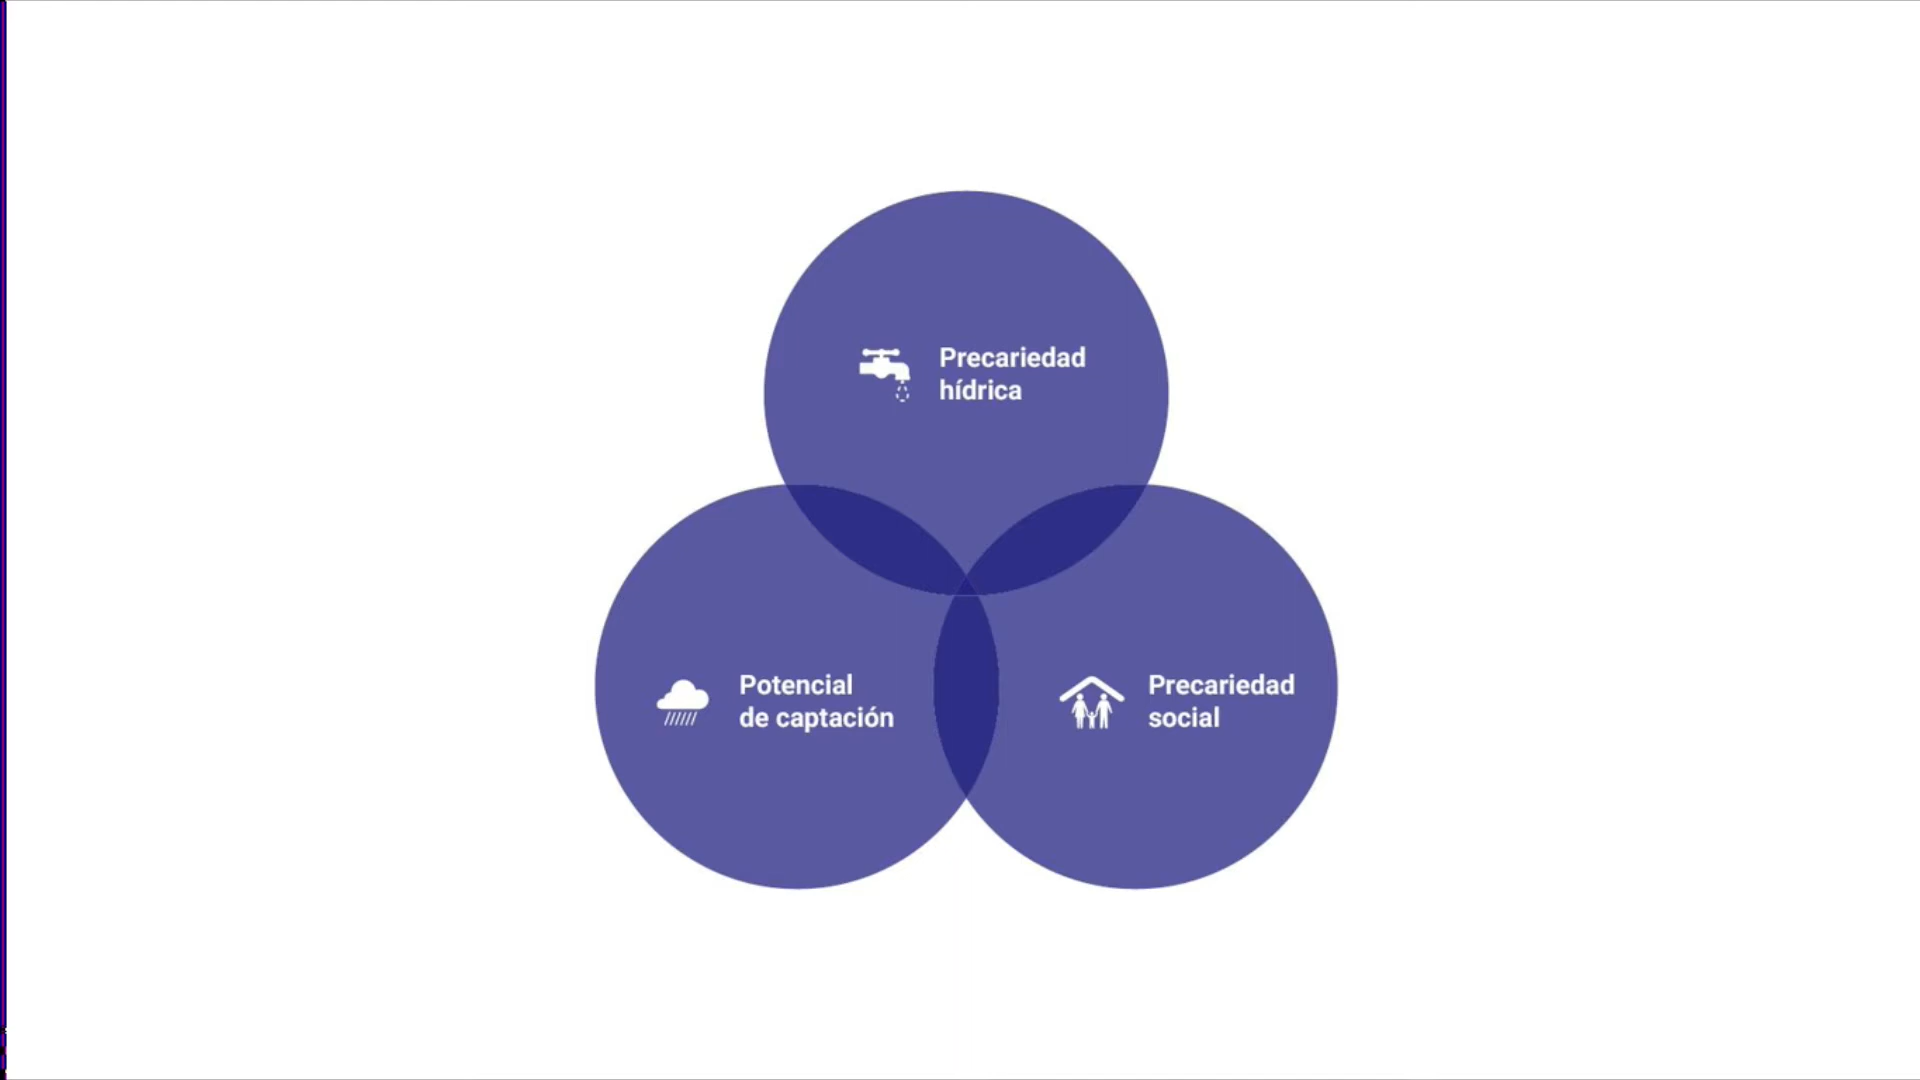 Precariedad
hídrica
Potencial
de captación
Precariedad
social